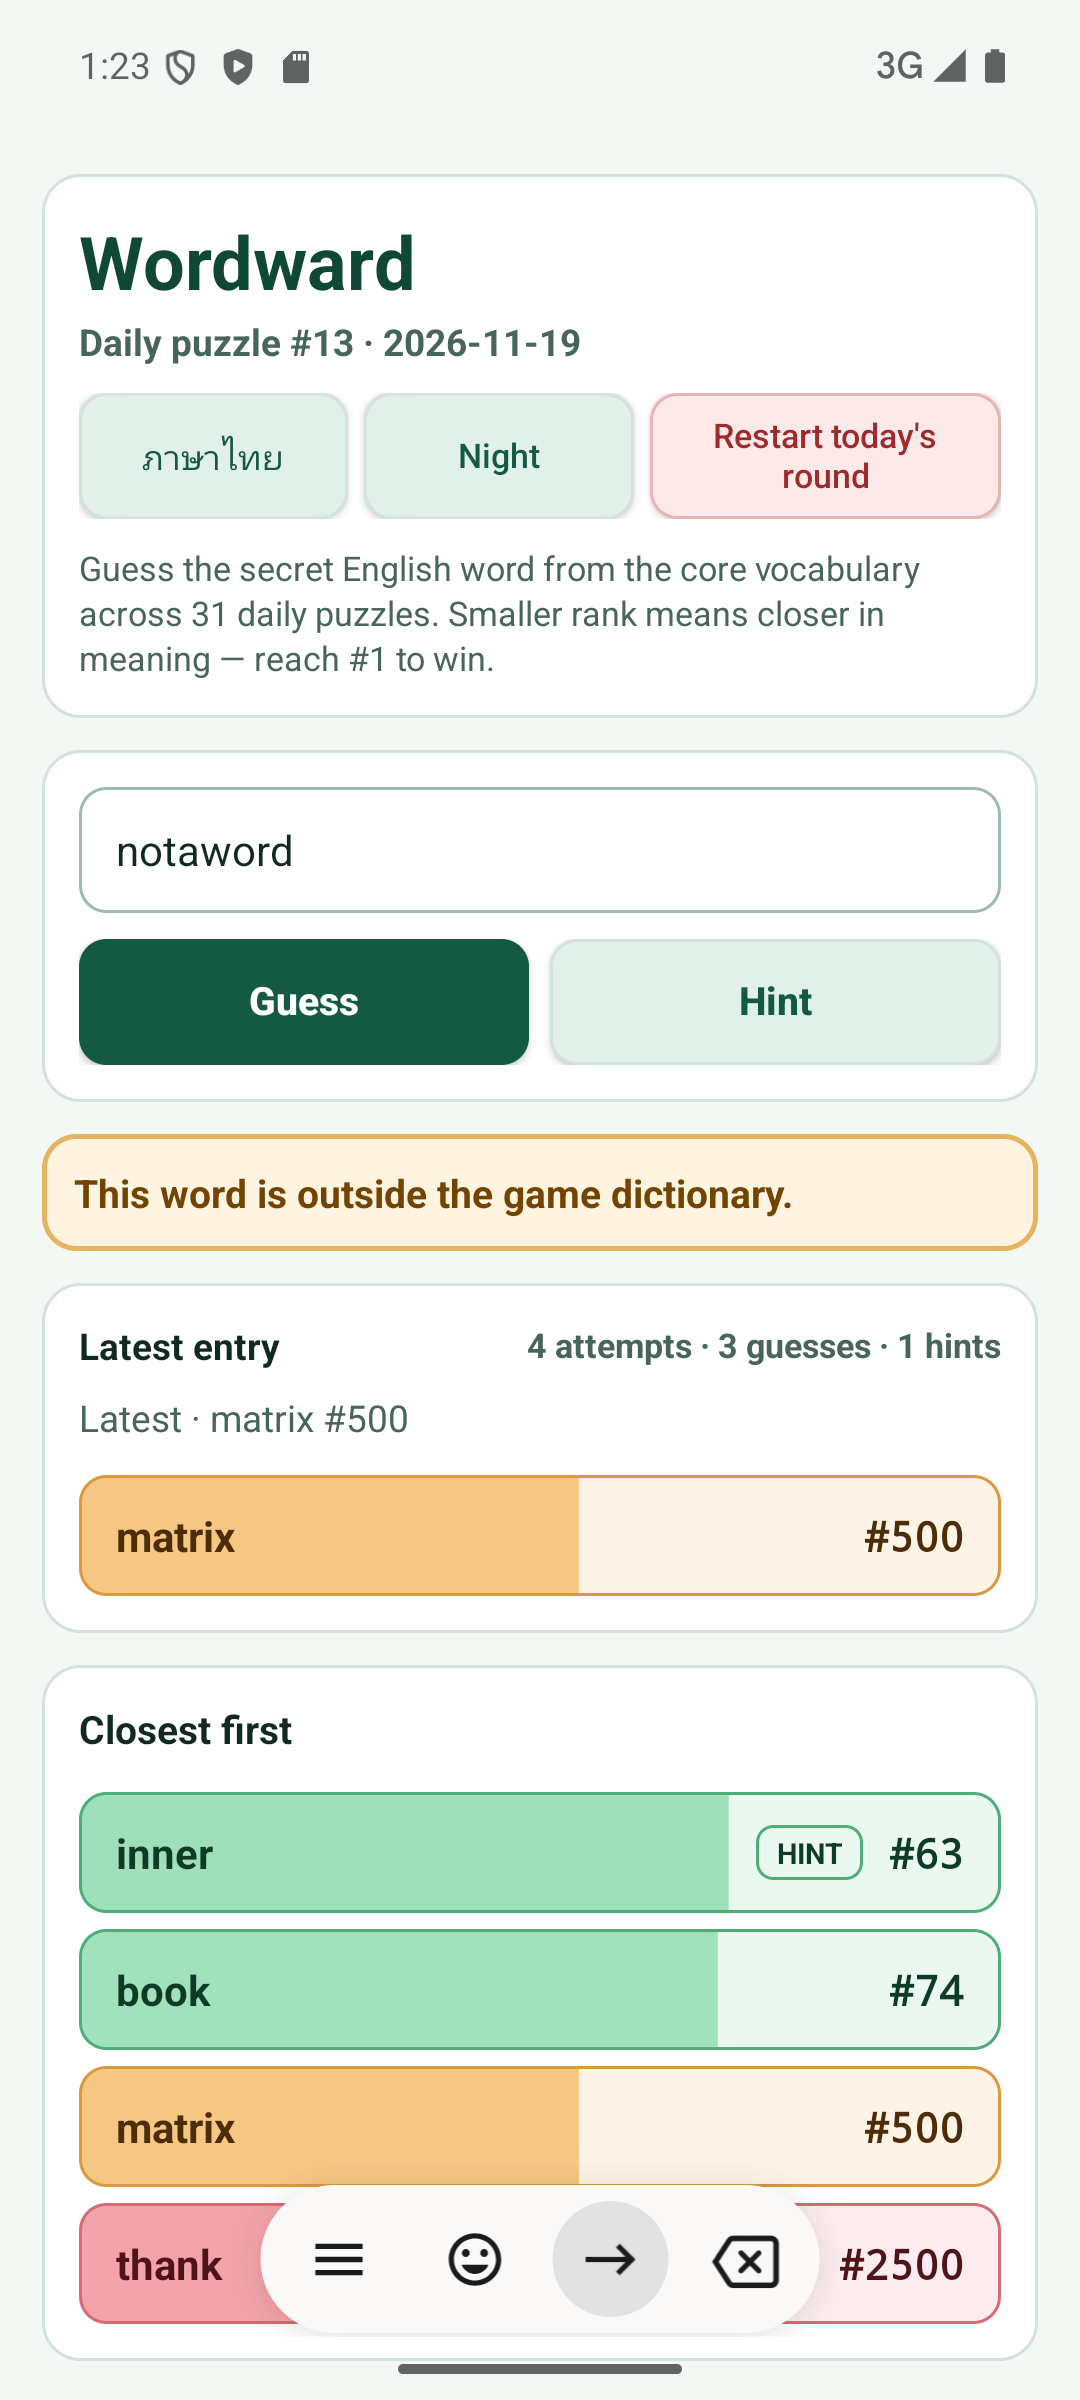 1:23
3G
Wordward
Daily puzzle #13 · 2026-11-19
ภาษาไทย
Night
Restart today's
round
Guess the secret English word from the core vocabulary
across 31 daily puzzles. Smaller rank means closer in
meaning — reach #1 to win.
notaword
Guess
Hint
This word is outside the game dictionary.
Latest entry
4 attempts · 3 guesses · 1 hints
Latest · matrix #500
matrix
#500
Closest first
inner
HINT
#63
book
#74
matrix
#500
thank
#2500